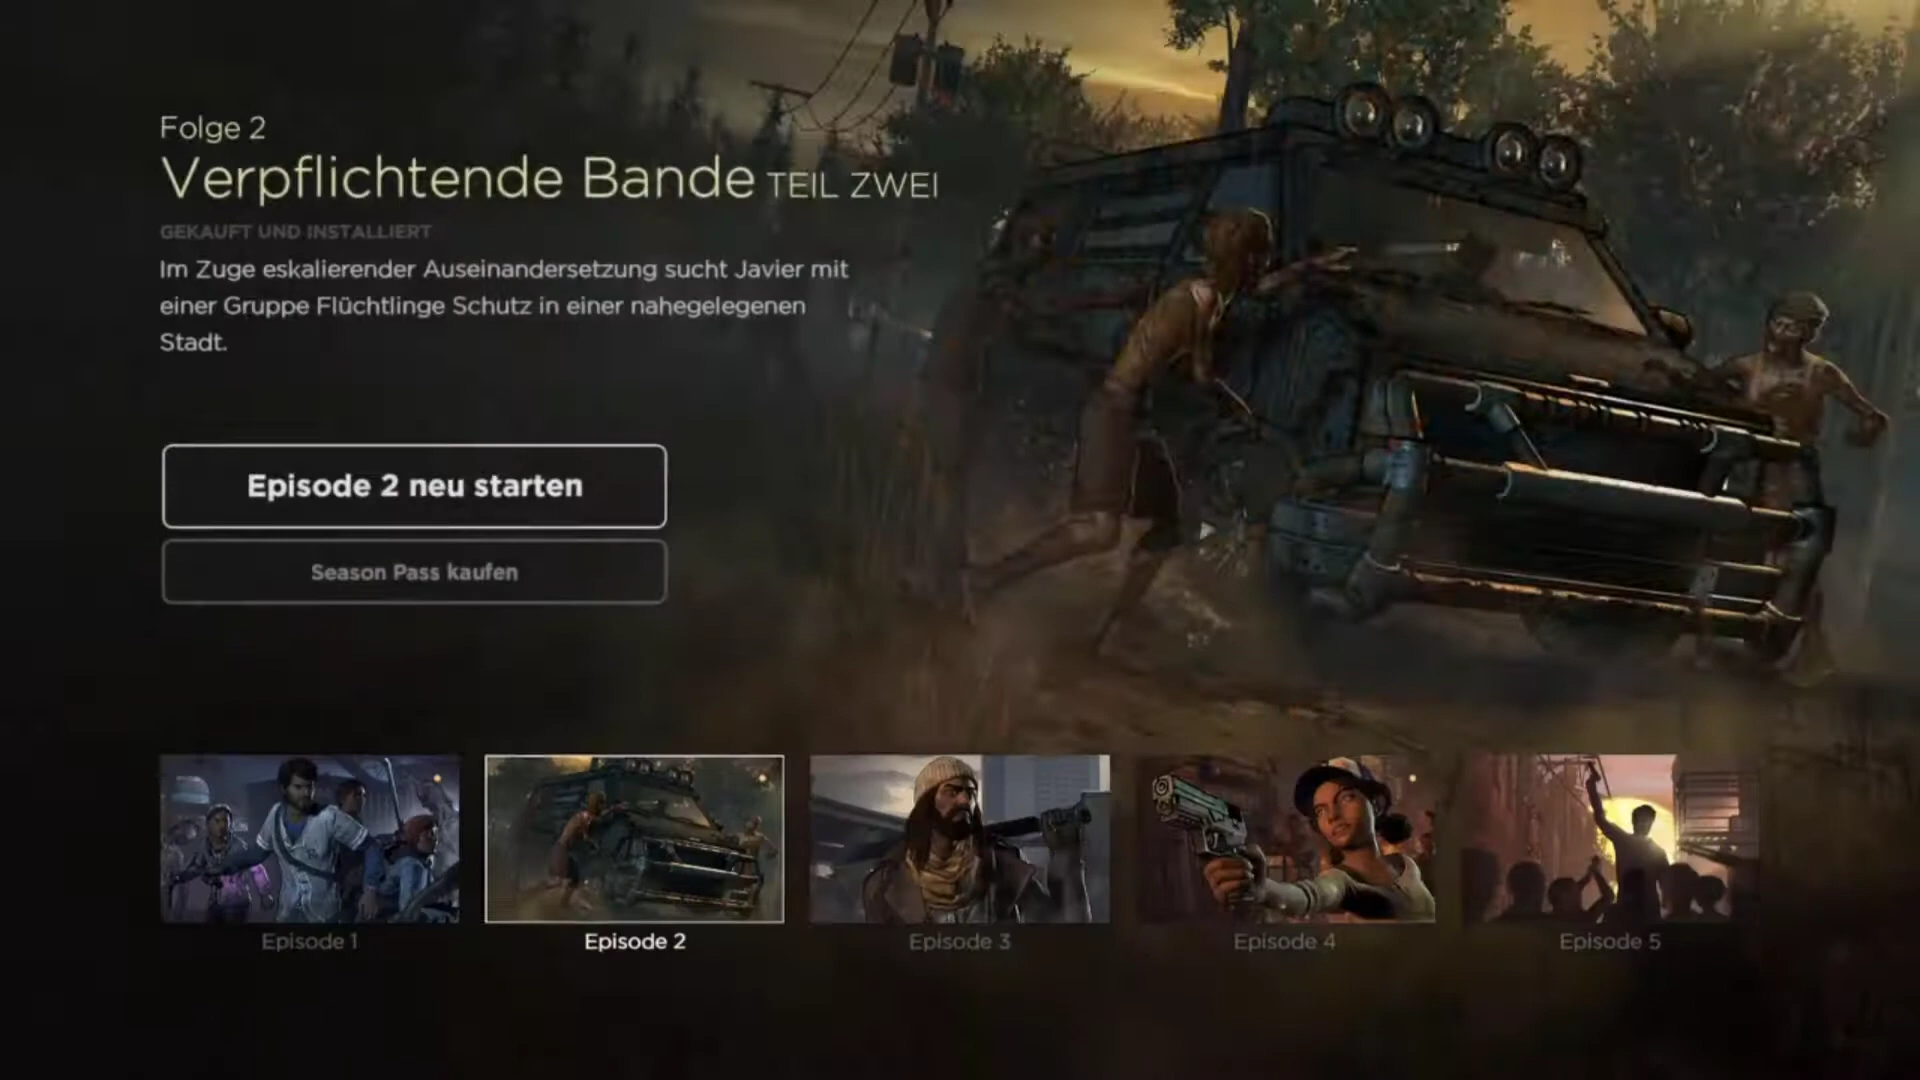 Folge 2
Verpflichtende Bande TEIL ZWEI
GEKAUFT UND INSTALLIERT
Im Zuge eskalierender Auseinandersetzung sucht Javier mit
einer Gruppe Flüchtlinge Schutz in einer nahegelegenen
Stadt.
Episode 2 neu starten
Season Pass kaufen
Episode 1
Episode 2
Episode 3
Episode 4
Episode 5